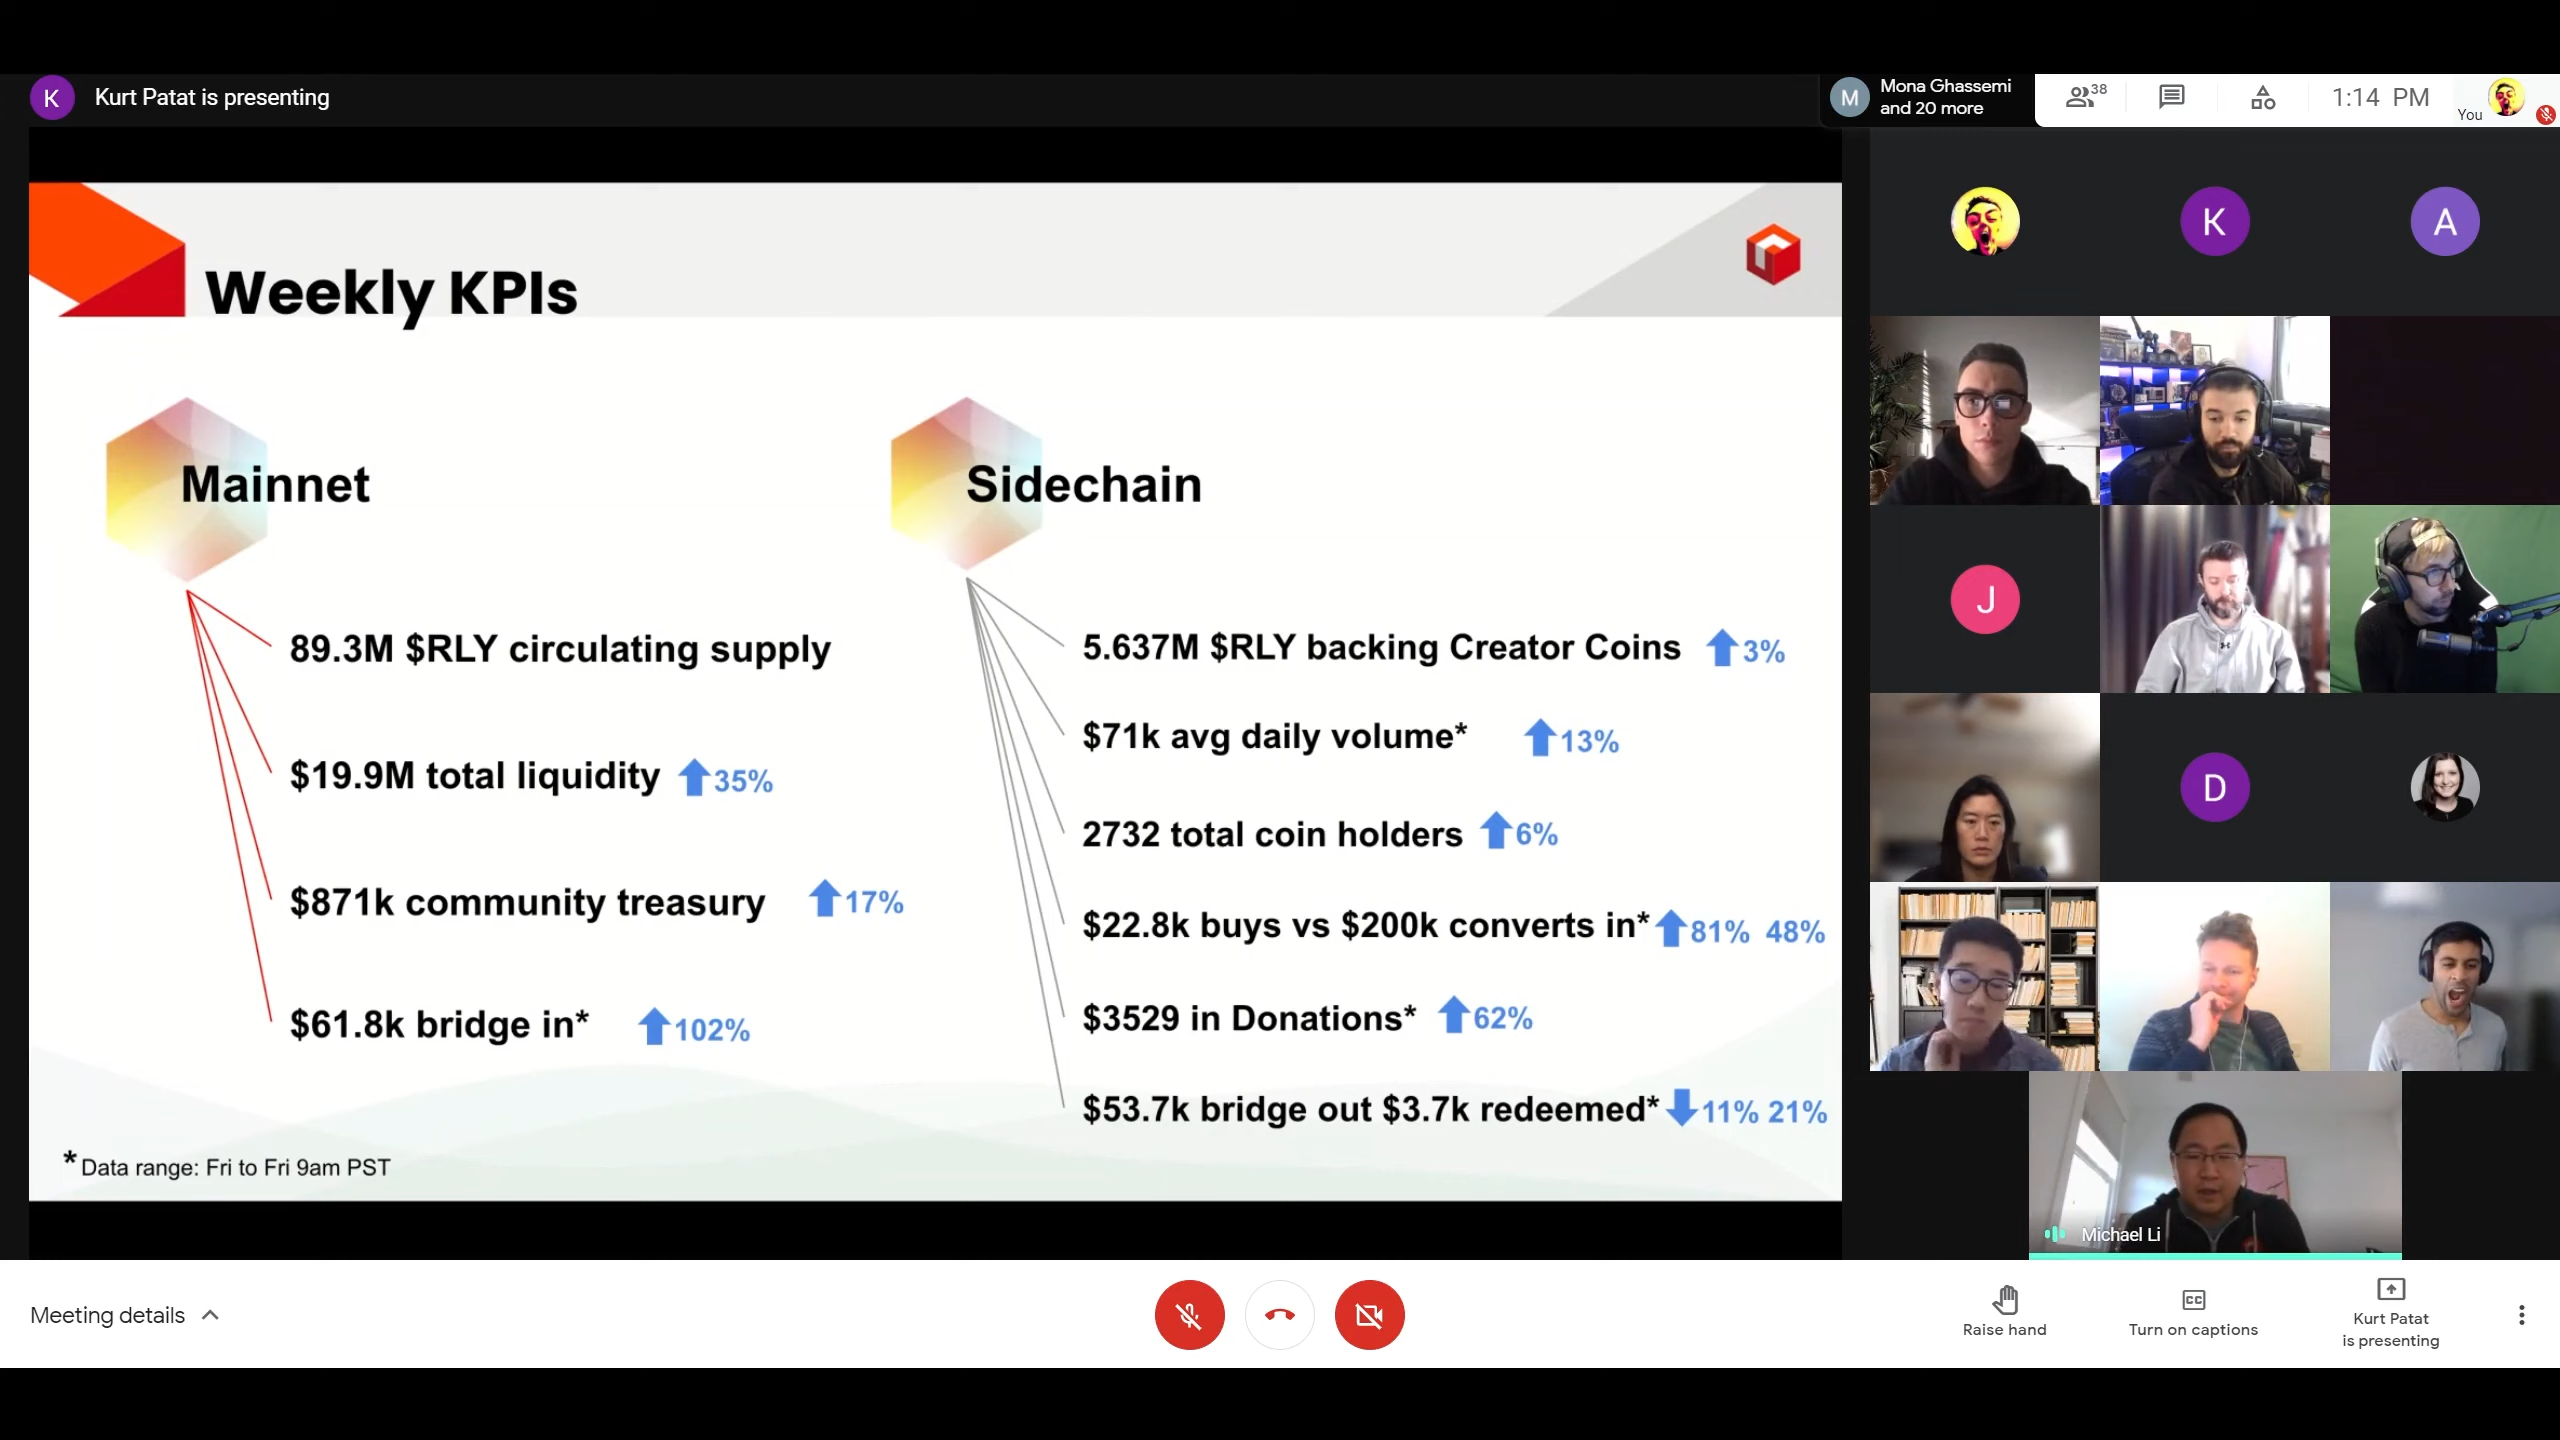 K
Kurt Patat is presenting
M
Mona Ghassemi
and 20 more
38
1:14 PM
You
Weekly KPIs
K
A
Mainnet
Sidechain
89.3M $RLY circulating supply
$19.9M total liquidity 35%
$871k community treasury 17%
$61.8k bridge in* 102%
5.637M $RLY backing Creator Coins 3%
$71k avg daily volume* 13%
2732 total coin holders 6%
$22.8k buys vs $200k converts in* 81% 48%
$3529 in Donations* 62%
$53.7k bridge out $3.7k redeemed* 11% 21%
* Data range: Fri to Fri 9am PST
J
D
Michael Li
Meeting details
Raise hand
CC
Turn on captions
Kurt Patat
is presenting